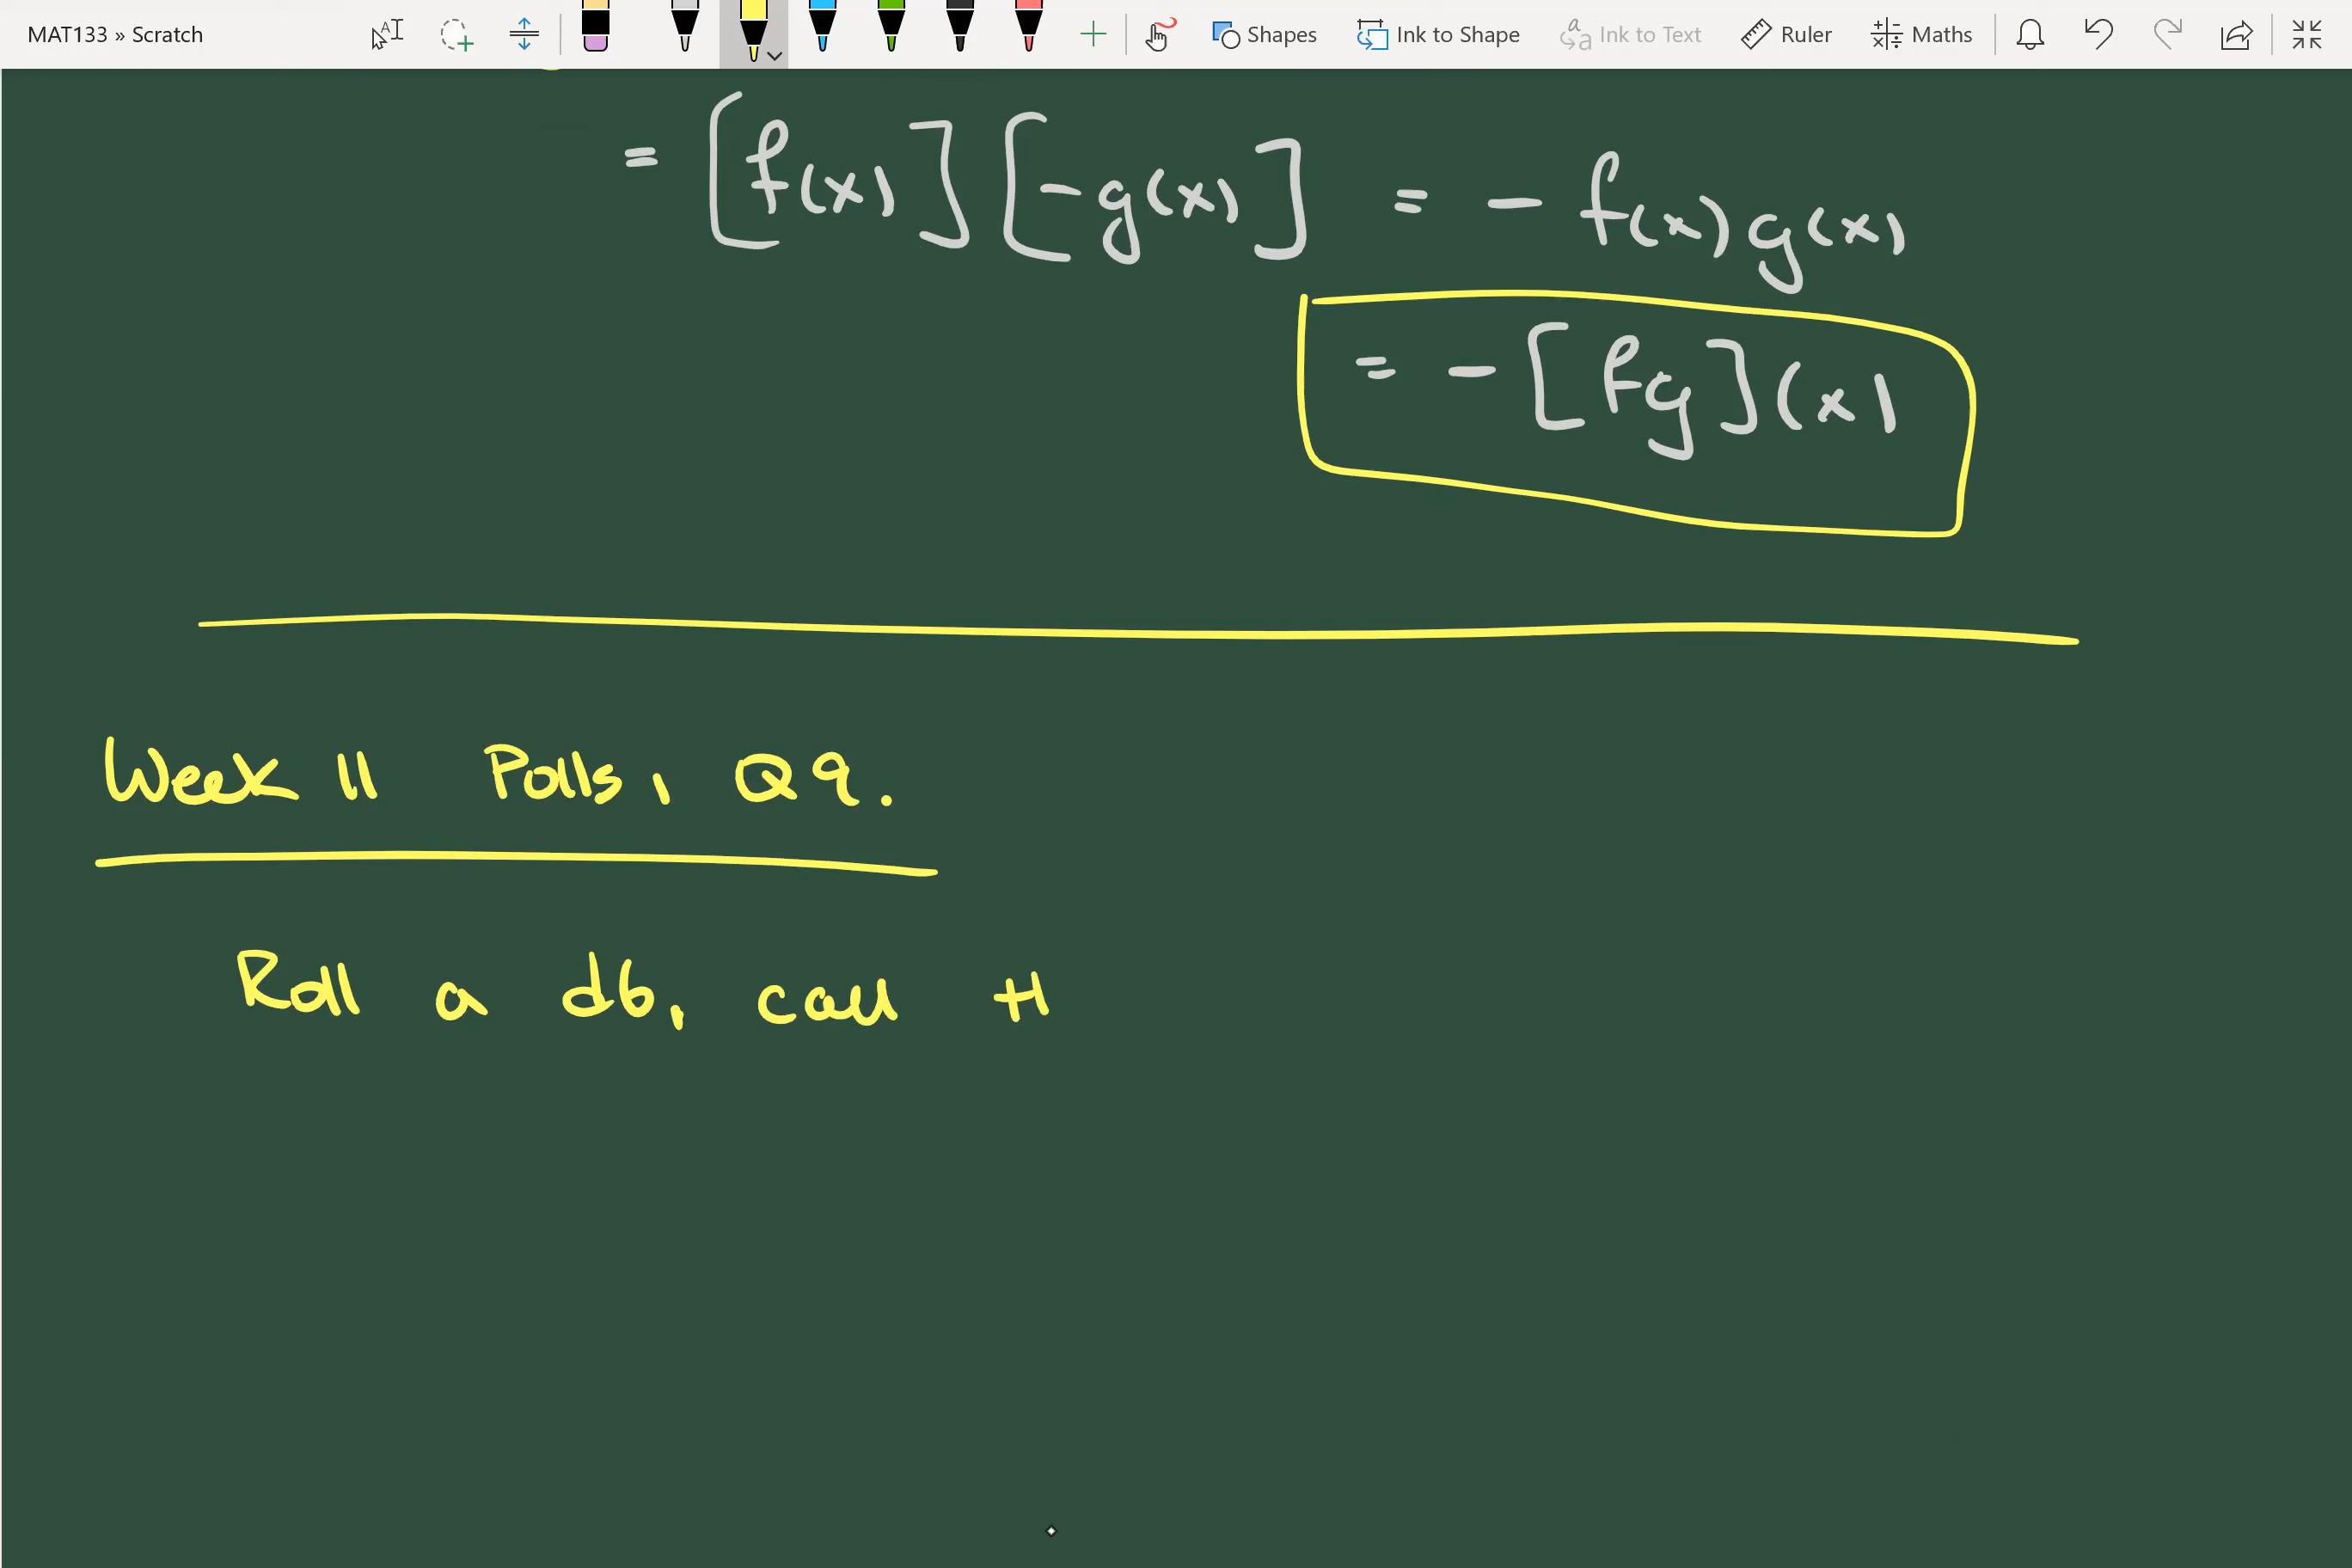 MAT133 » Scratch Shapes Ink to Shape Ink to Text Ruler Maths
= [f(x)][-g(x)] = - f(x)g(x)
= - [fg](x)
Week 11 Polls, Q9.
Roll a d6, call